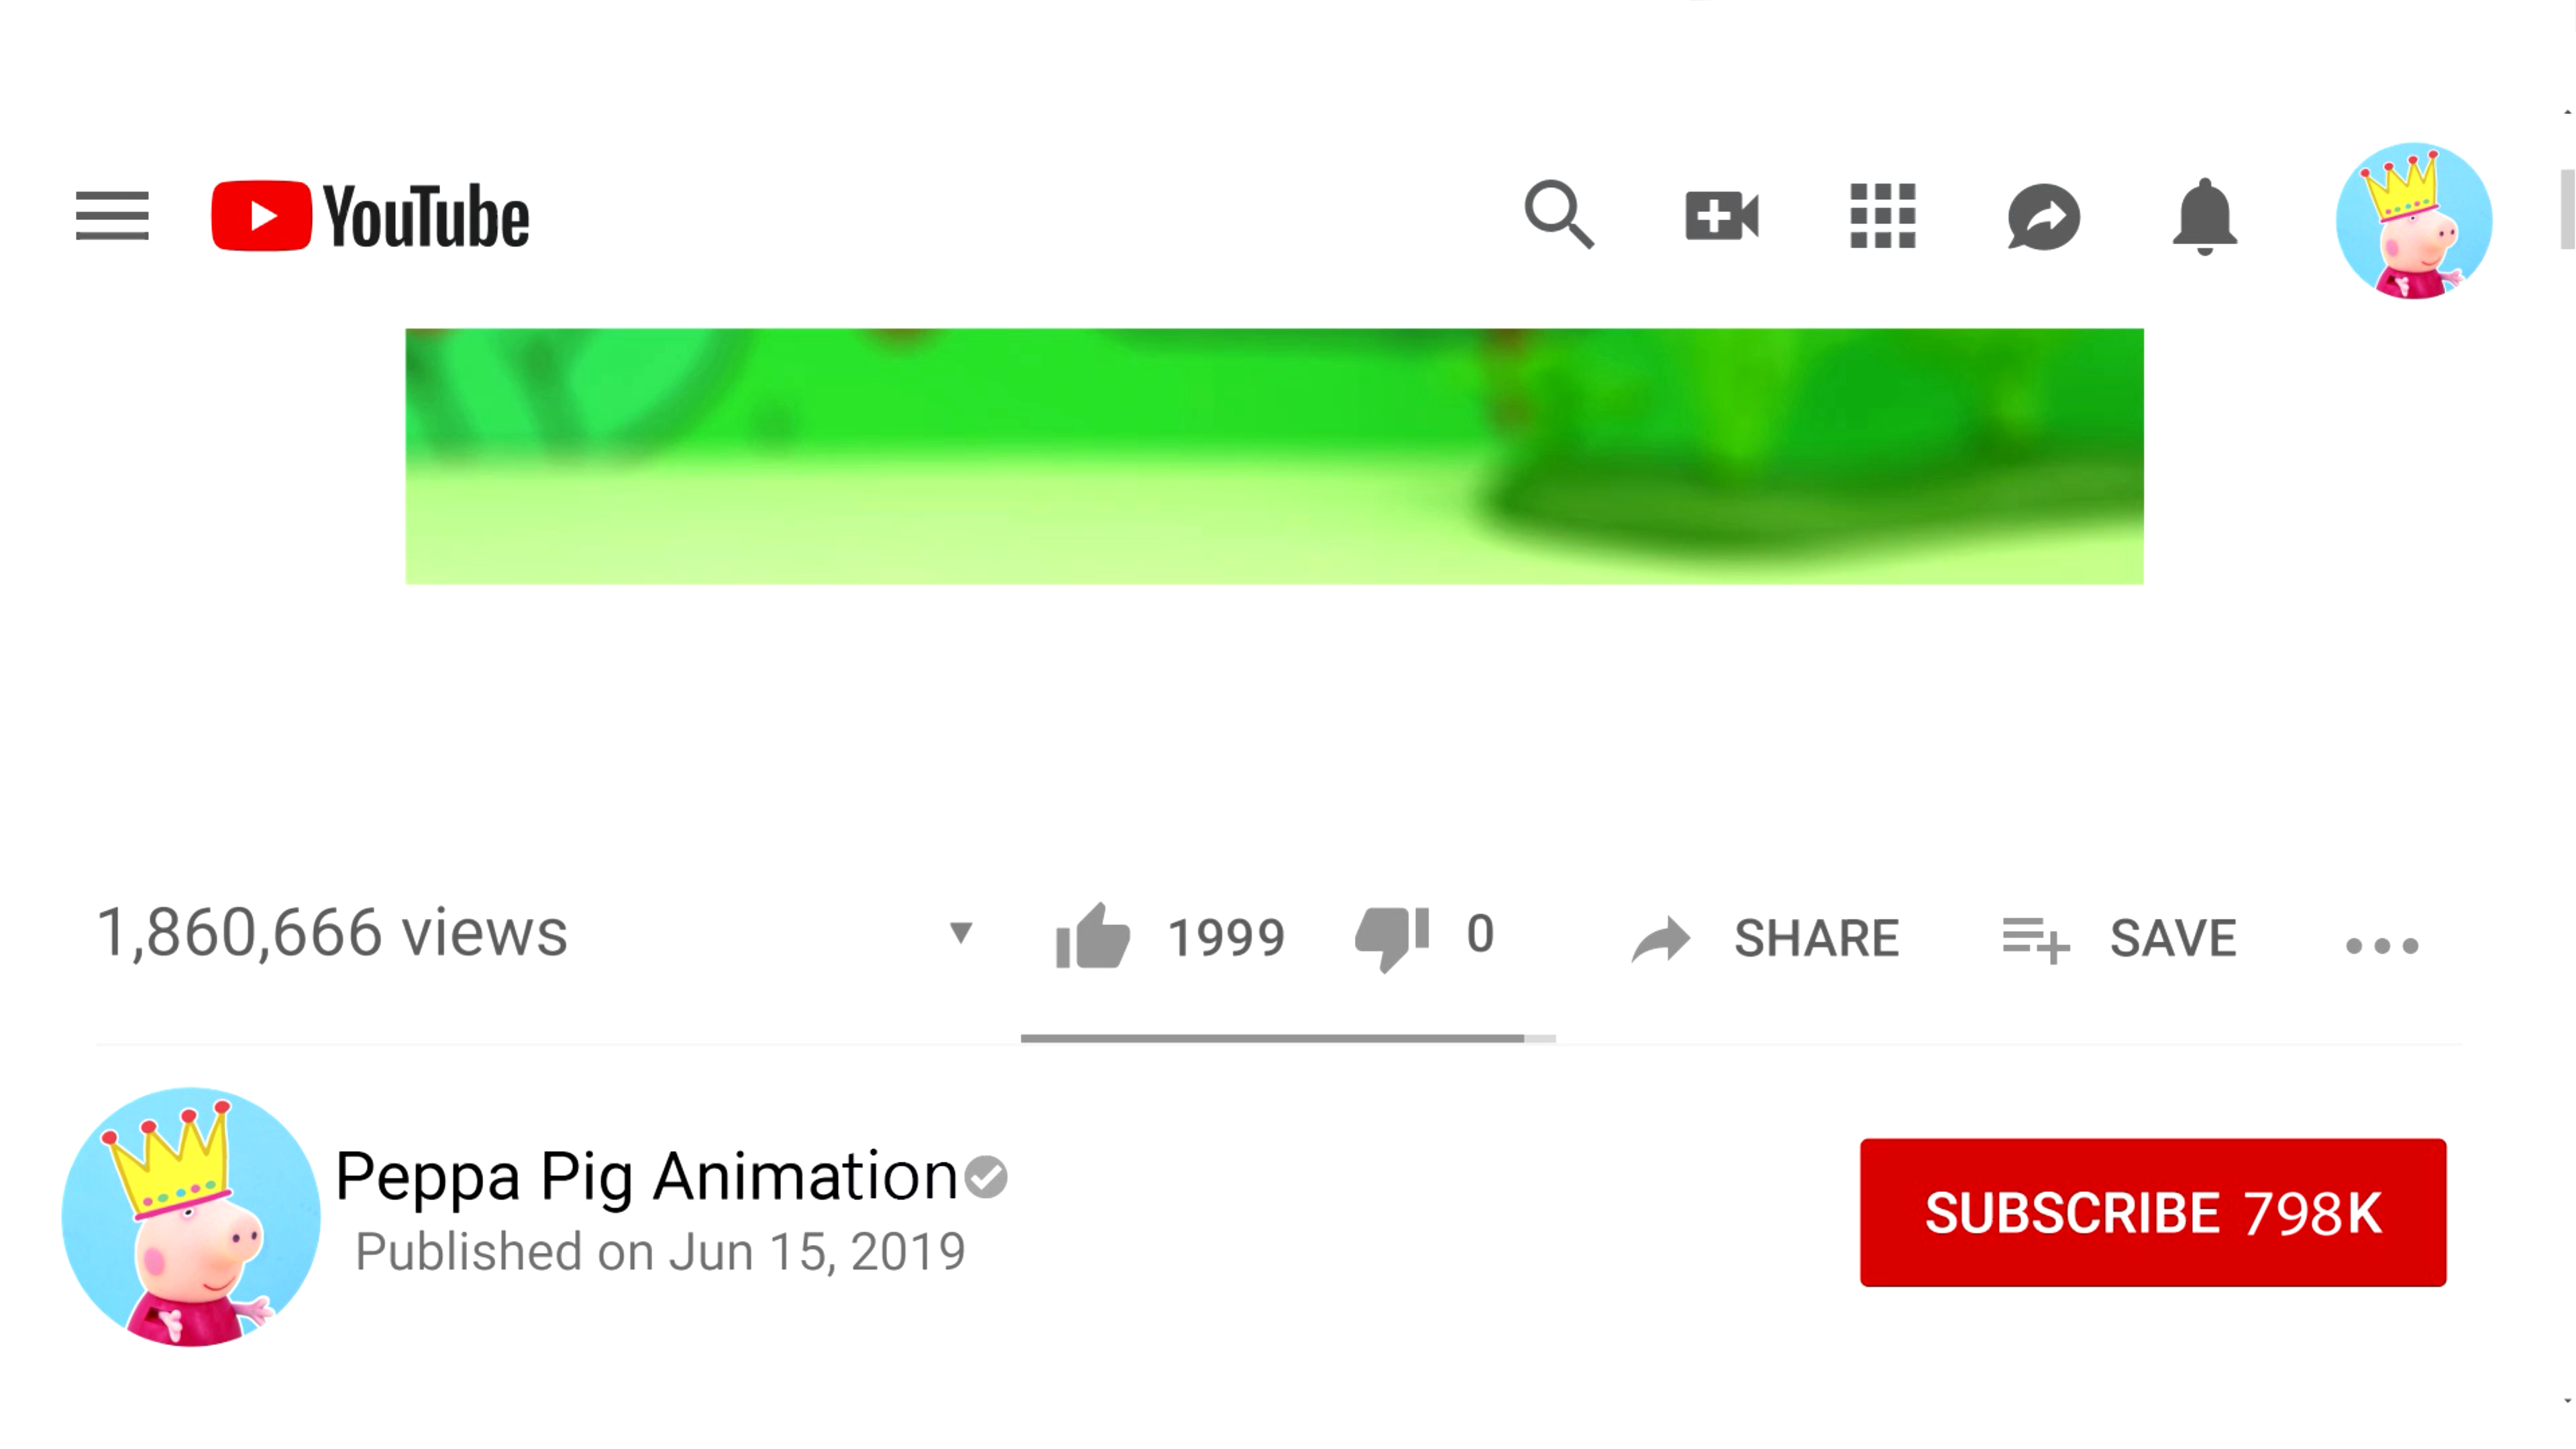 YouTube
1,860,666 views 1999 0 SHARE SAVE
Peppa Pig Animation
Published on Jun 15, 2019
SUBSCRIBE 798K